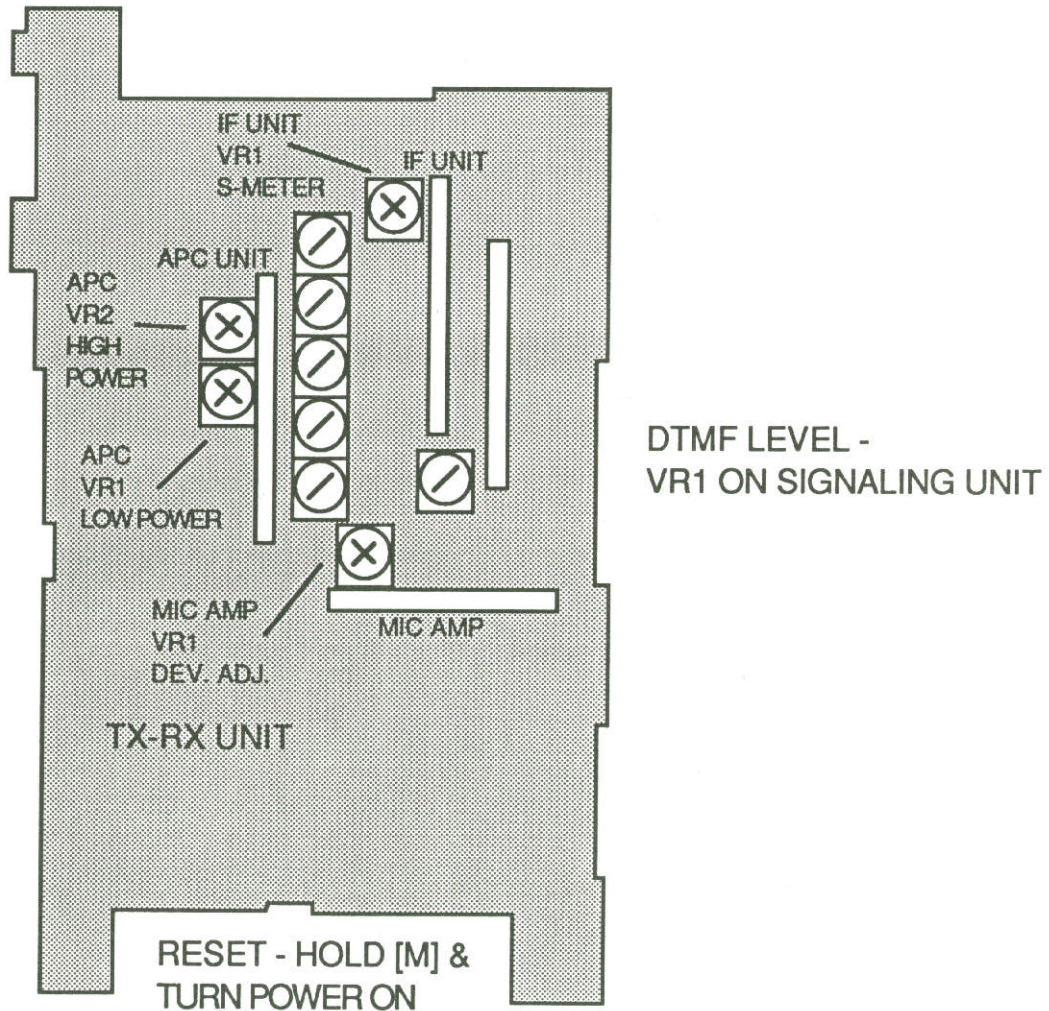 IF UNIT
VR1
S-METER
IF UNIT
APC UNIT
APC
VR2
HIGH
POWER
APC
VR1
LOW POWER
DTMF LEVEL -
VR1 ON SIGNALING UNIT
MIC AMP
VR1
DEV. ADJ.
MIC AMP
TX-RX UNIT
RESET - HOLD [M] &
TURN POWER ON